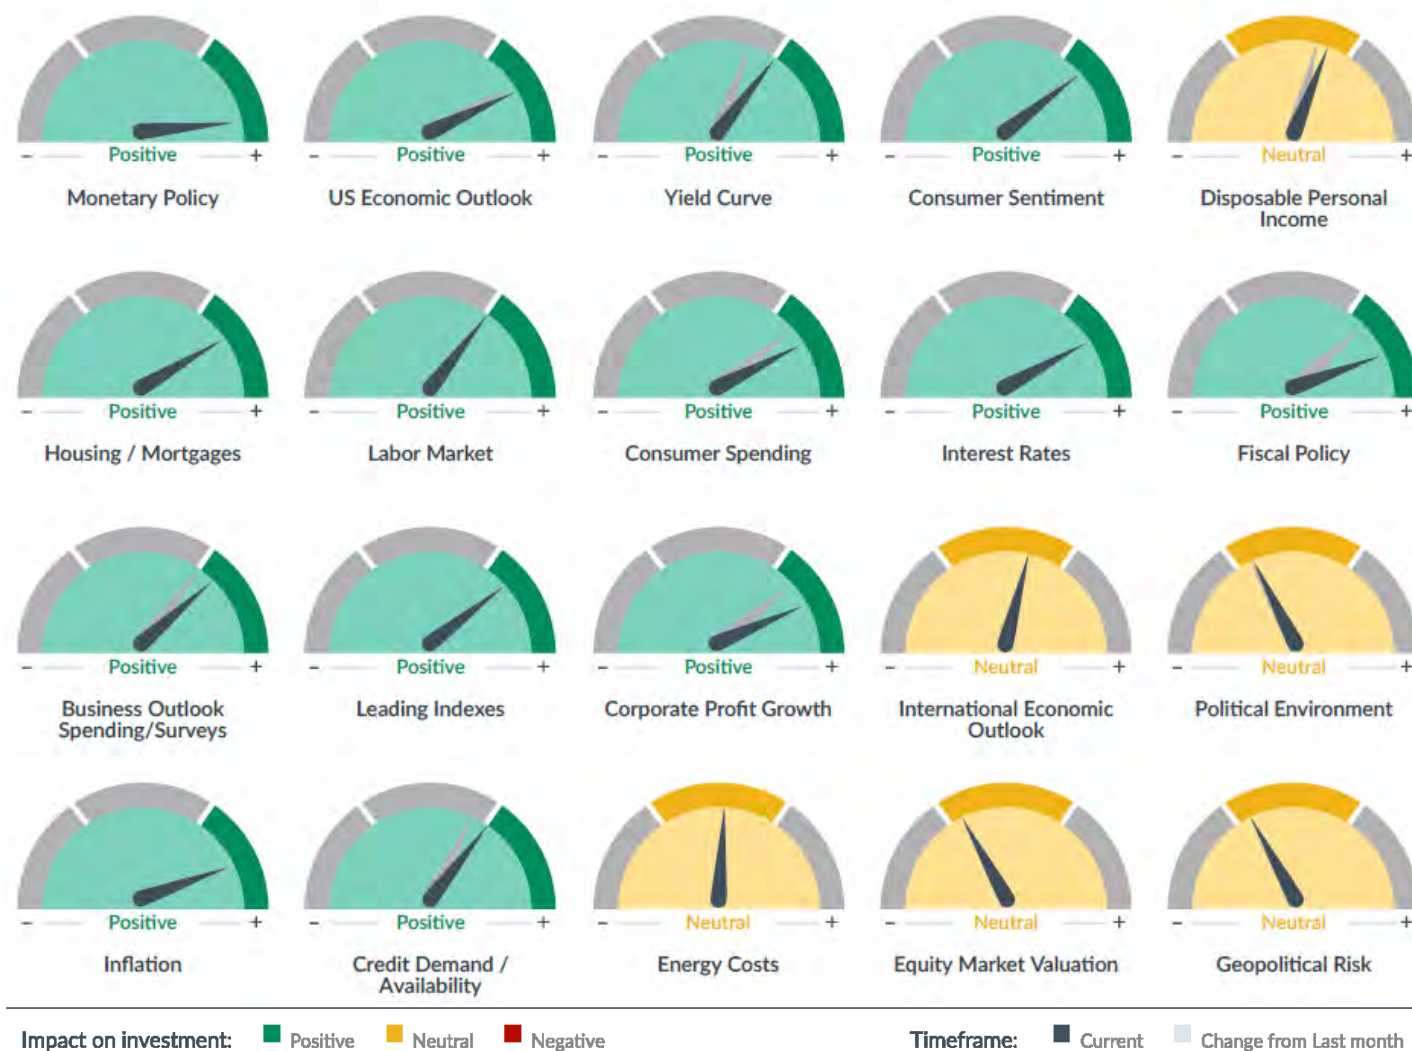 - Positive +
- Positive +
- Positive +
- Positive +
- Neutral +
Monetary Policy
US Economic Outlook
Yield Curve
Consumer Sentiment
Disposable Personal
Income
- Positive +
- Positive +
- Positive +
- Positive +
- Positive +
Housing / Mortgages
Labor Market
Consumer Spending
Interest Rates
Fiscal Policy
- Positive +
- Positive +
- Positive +
- Neutral +
- Neutral +
Business Outlook
Spending/Surveys
Leading Indexes
Corporate Profit Growth
International Economic
Outlook
Political Environment
- Positive +
- Positive +
- Neutral +
- Neutral +
- Neutral +
Inflation
Credit Demand /
Availability
Energy Costs
Equity Market Valuation
Geopolitical Risk
Impact on investment: Positive Neutral Negative
Timeframe: Current Change from Last month